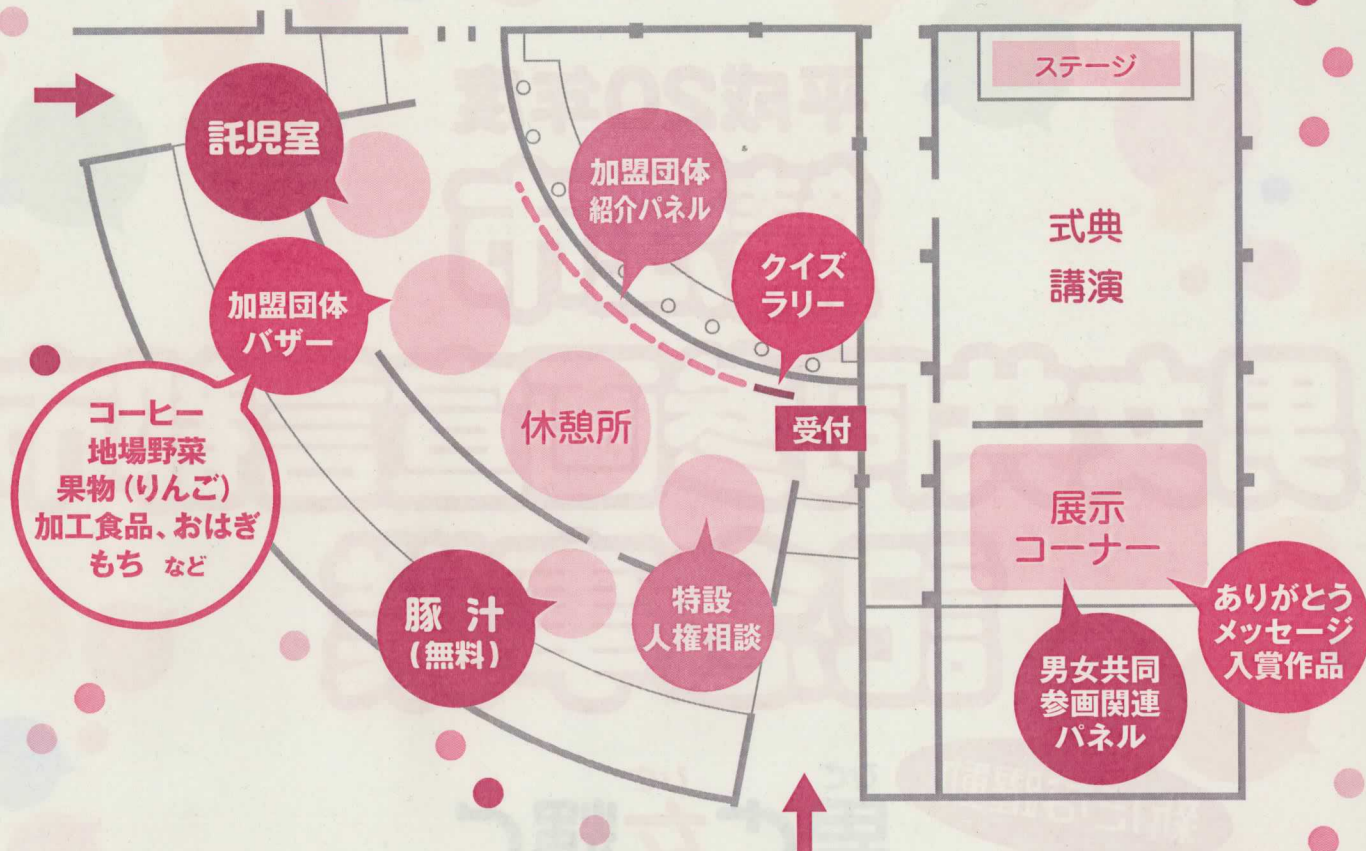 ステージ
託児室
加盟団体
紹介パネル
式典
講演
クイズ
ラリー
加盟団体
バザー
コーヒー
地場野菜
果物(りんご)
加工食品、おはぎ
もち など
休憩所
受付
展示
コーナー
豚汁
(無料)
特設
人権相談
男女共同
参画関連
パネル
ありがとう
メッセージ
入賞作品